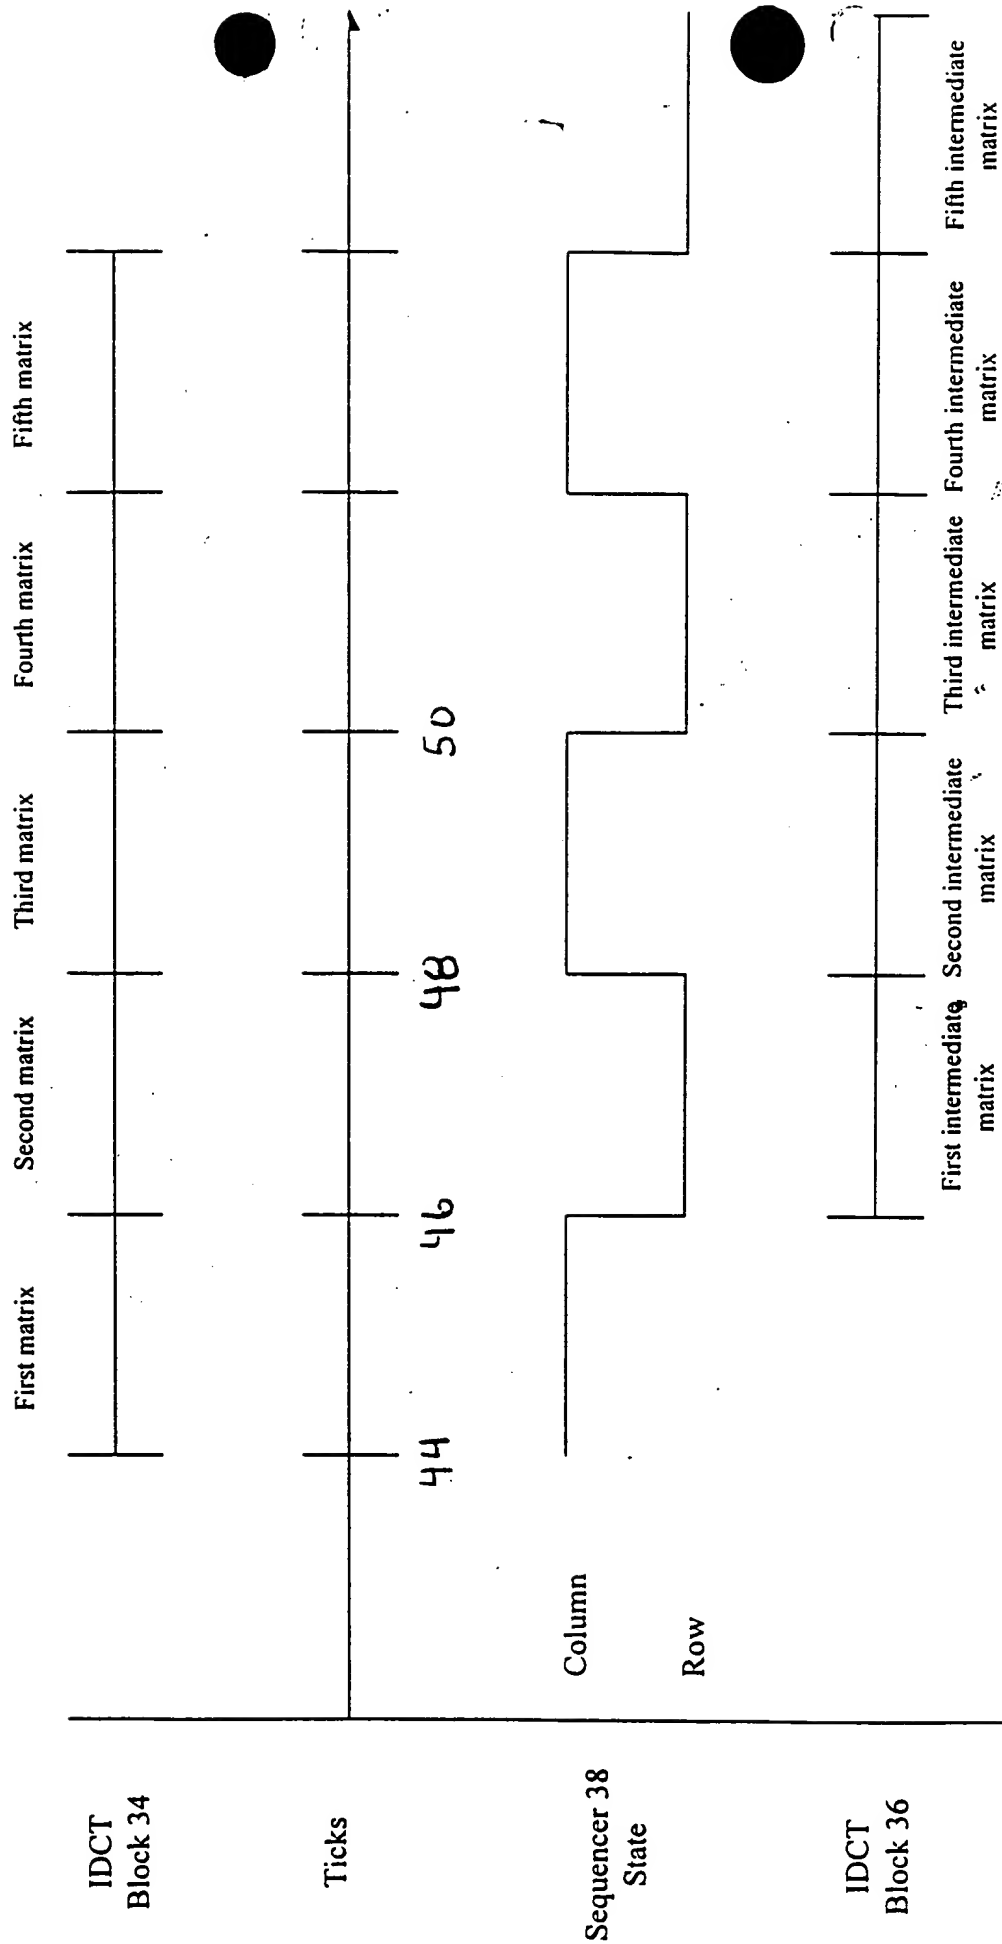 IDCT
Block 34
First matrix
Second matrix
Third matrix
Fourth matrix
Fifth matrix
Ticks
44
46
48
50
Sequencer 38
State
Column
Row
IDCT
Block 36
First intermediate
matrix
Second intermediate
matrix
Third intermediate
matrix
Fourth intermediate
matrix
Fifth intermediate
matrix